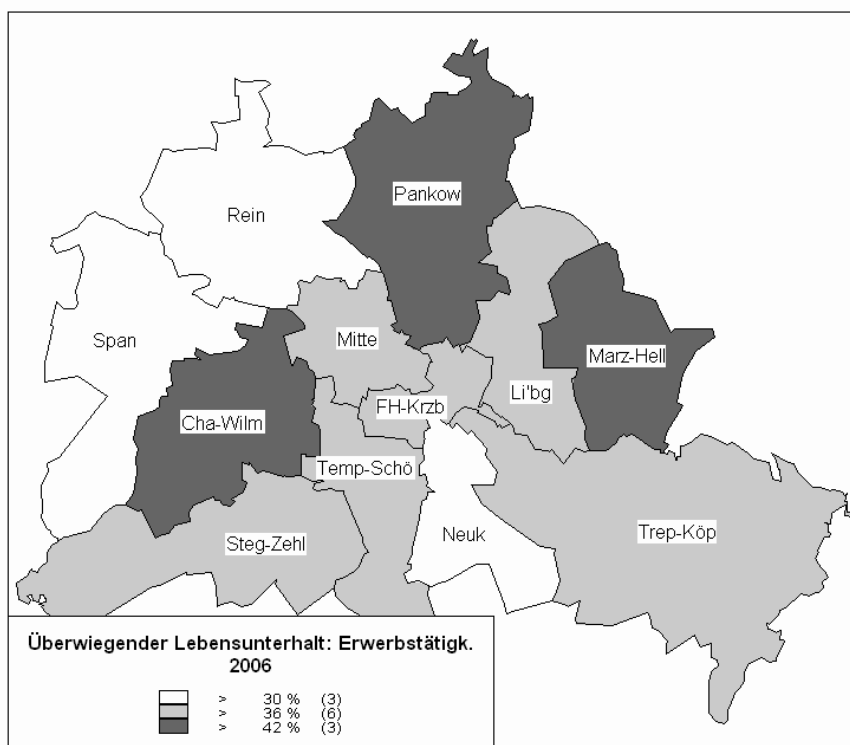 Pankow
Rein
Span
Mitte
Marz-Hell
Li'bg
FH-Krzb
Cha-Wilm
Temp-Schö
Steg-Zehl
Neuk
Trep-Köp
Überwiegender Lebensunterhalt: Erwerbstätigk.
2006
> 30 % (3)
> 36 % (6)
> 42 % (3)